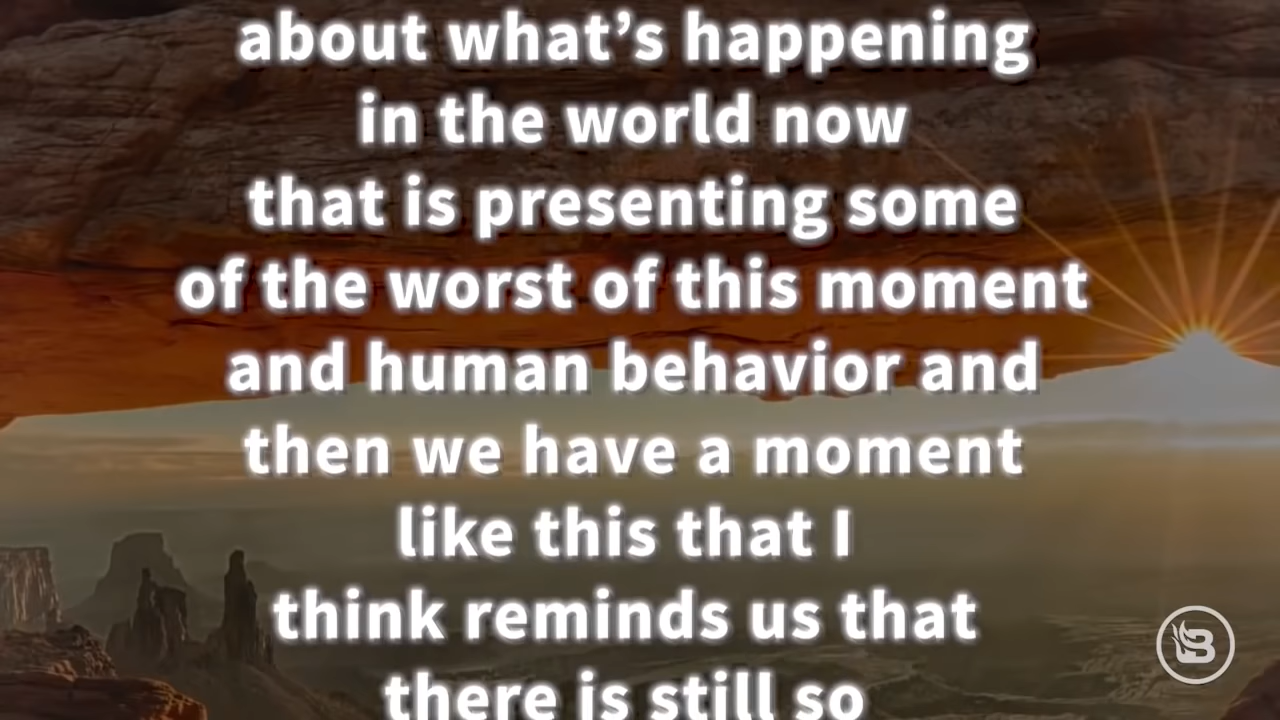 about what’s happening
in the world now
that is presenting some
of the worst of this moment
and human behavior and
then we have a moment
like this that I
think reminds us that
there is still so
B